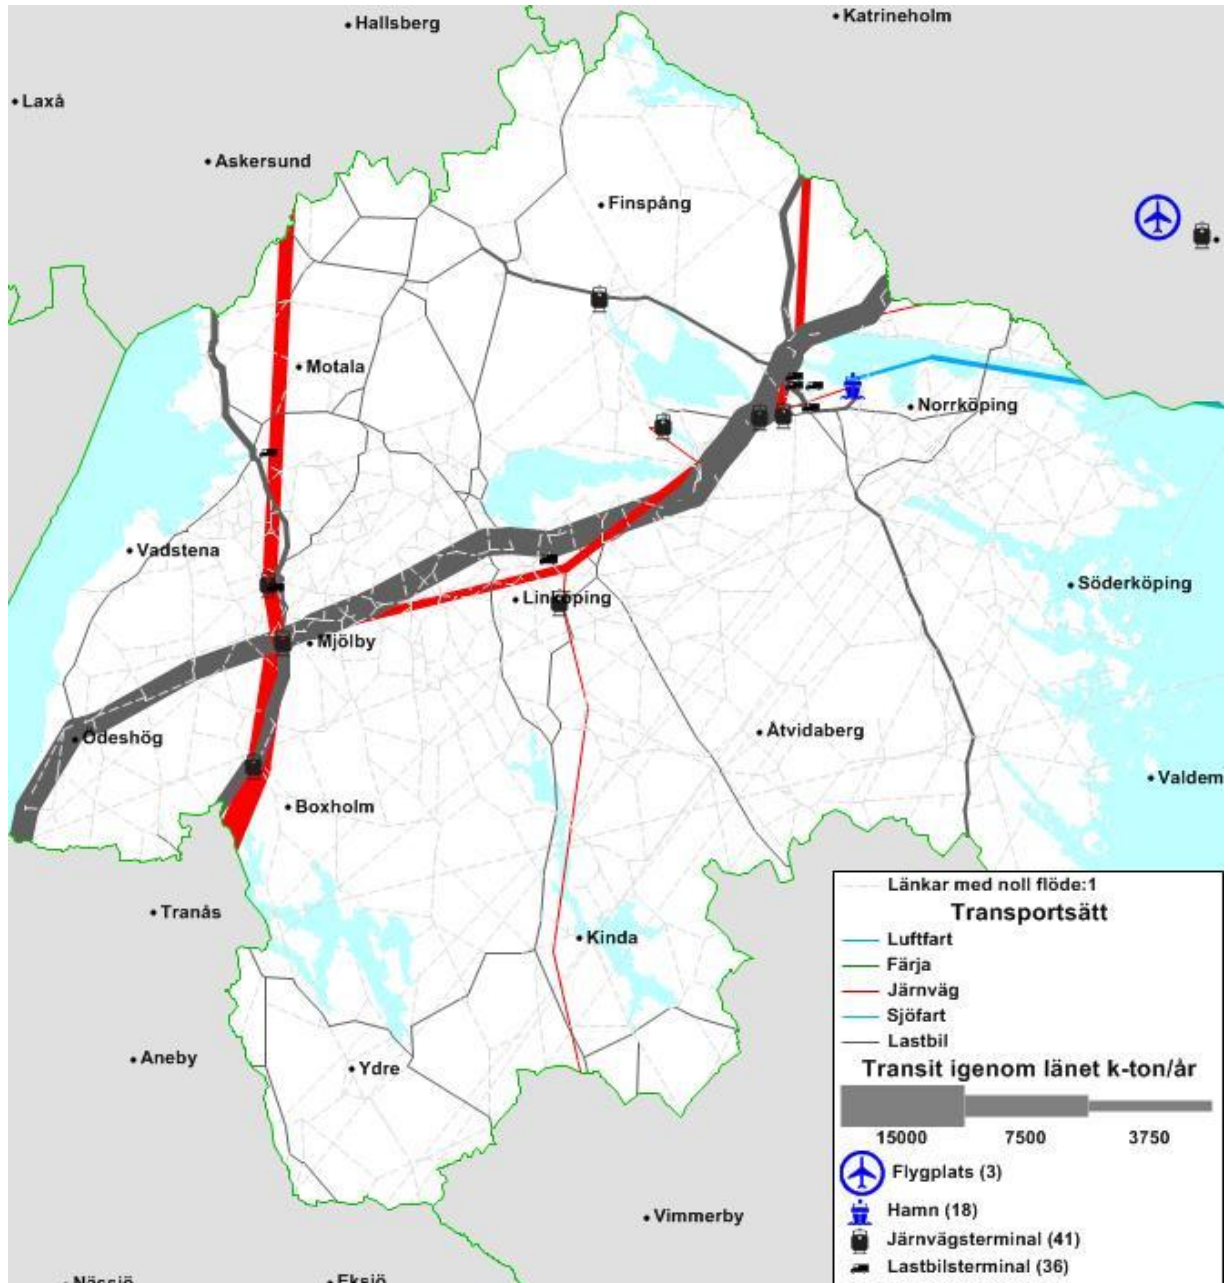 Hallsberg
Katrineholm
Laxå
Askersund
Finspång
Motala
Norrköping
Vadstena
Söderköping
Linköping
Mjölby
Ödeshög
Åtvidaberg
Valdem
Boxholm
Tranås
Kinda
Aneby
Ydre
Vimmerby
Nässjö
Eksjö
Länkar med noll flöde:1
Transportsätt
Luftfart
Färja
Järnväg
Sjöfart
Lastbil
Transit igenom länet k-ton/år
15000 7500 3750
Flygplats (3)
Hamn (18)
Järnvägsterminal (41)
Lastbilsterminal (36)